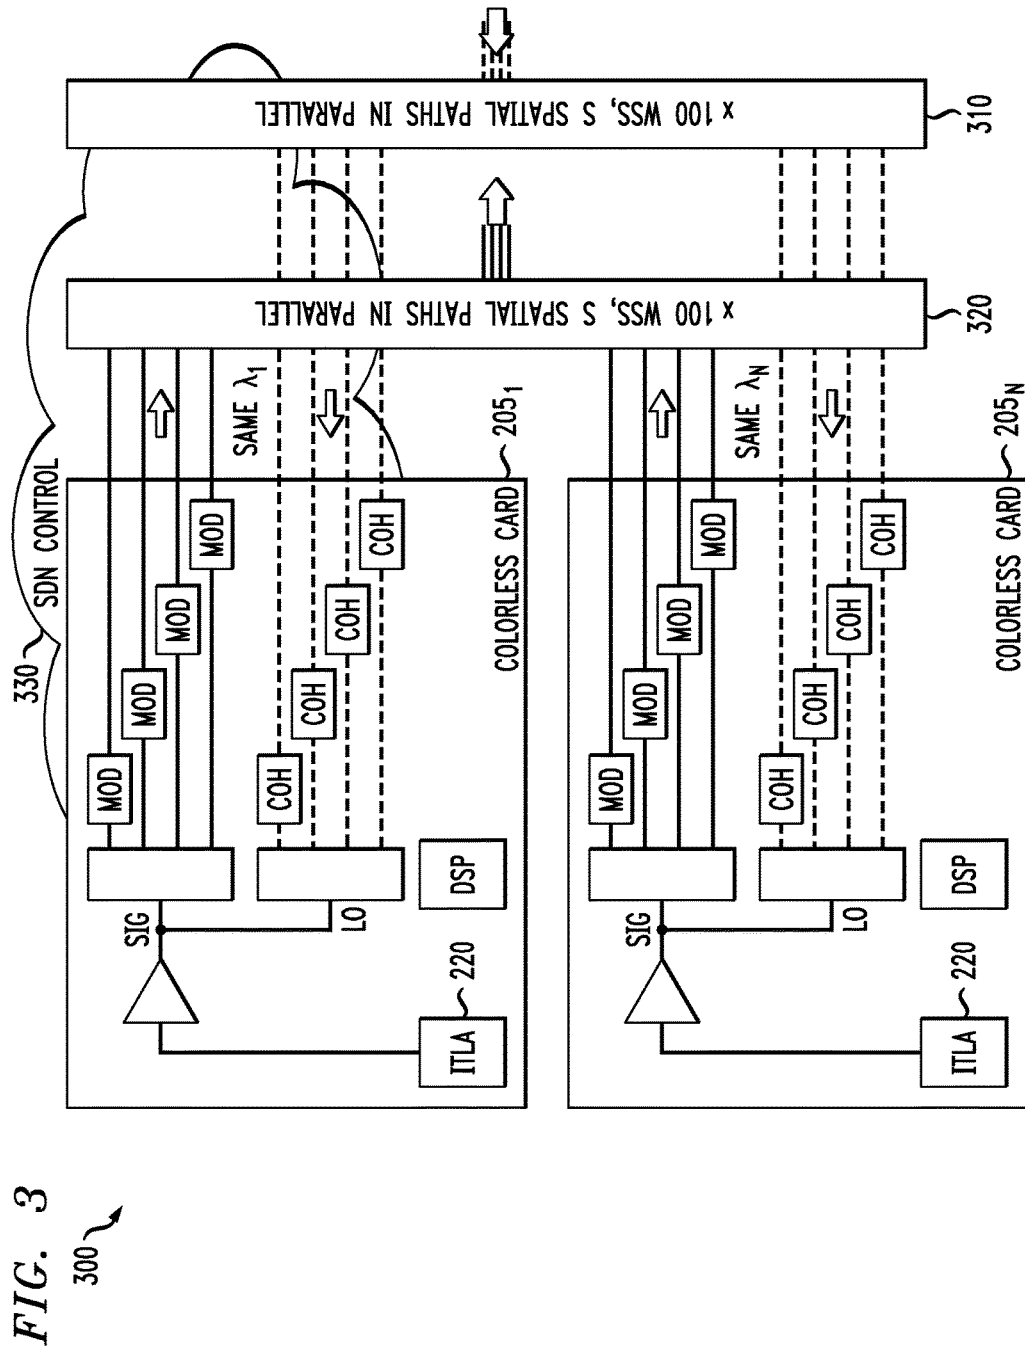 FIG. 3
300
330
SDN CONTROL
ITLA
220
SIG
LO
DSP
MOD
MOD
MOD
MOD
COH
COH
COH
COH
COLORLESS CARD
205₁
SAME λ₁
ITLA
220
SIG
LO
DSP
MOD
MOD
MOD
MOD
COH
COH
COH
COH
COLORLESS CARD
205N
SAME λN
x 100 WSS, S SPATIAL PATHS IN PARALLEL
320
x 100 WSS, S SPATIAL PATHS IN PARALLEL
310